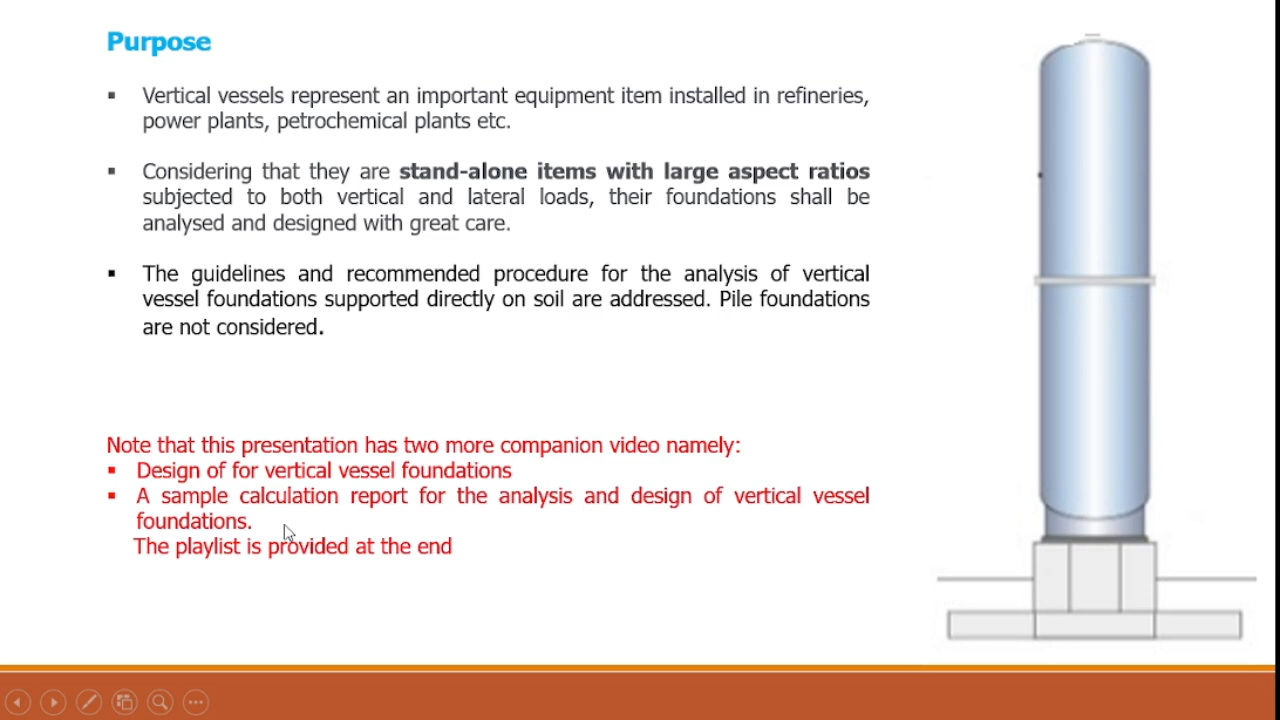 Purpose
▪ Vertical vessels represent an important equipment item installed in refineries,
power plants, petrochemical plants etc.
▪ Considering that they are stand-alone items with large aspect ratios
subjected to both vertical and lateral loads, their foundations shall be
analysed and designed with great care.
▪ The guidelines and recommended procedure for the analysis of vertical
vessel foundations supported directly on soil are addressed. Pile foundations
are not considered.
Note that this presentation has two more companion video namely:
▪ Design of for vertical vessel foundations
▪ A sample calculation report for the analysis and design of vertical vessel
foundations.
The playlist is provided at the end